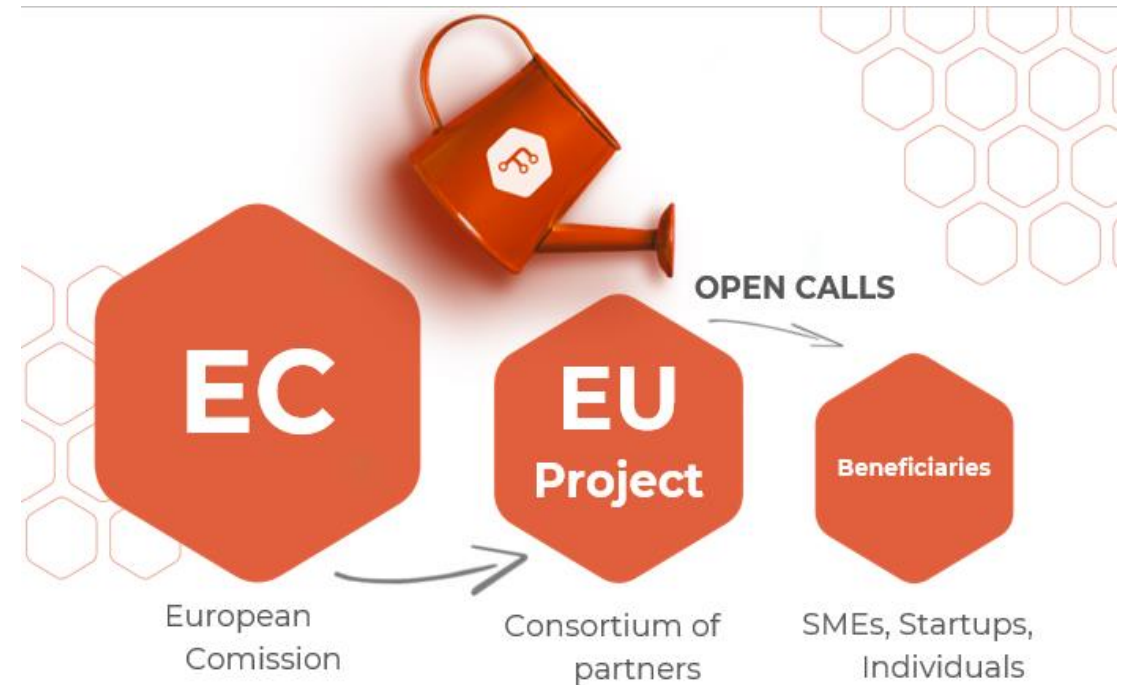 OPEN CALLS
EC
EU
Project
Beneficiaries
European
Comission
Consortium of
partners
SMEs, Startups,
Individuals